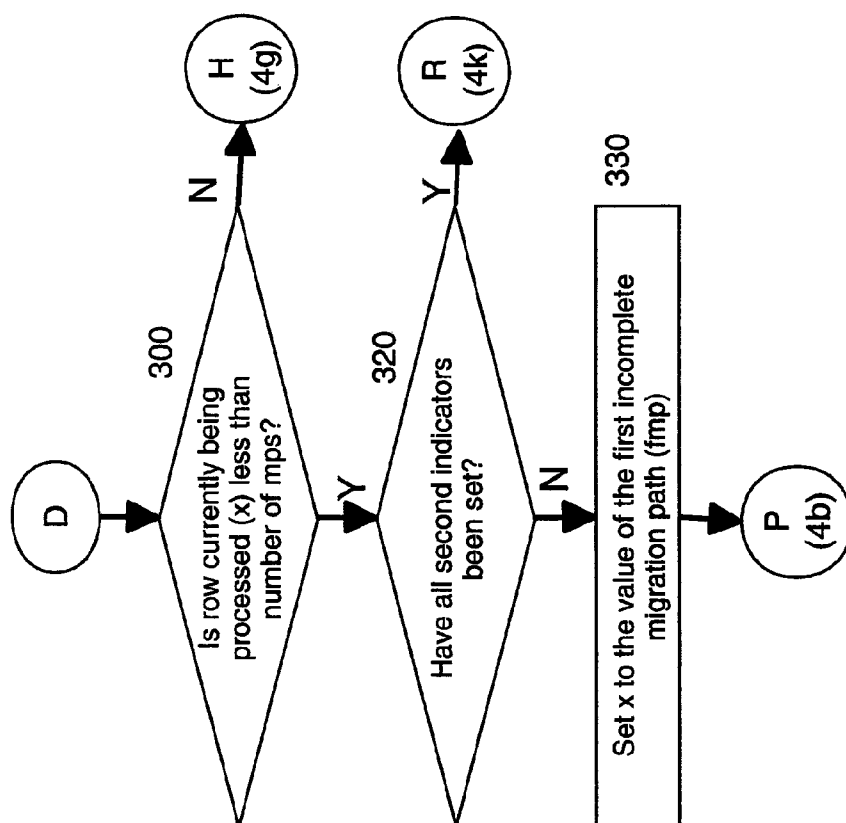 D
300
Is row currently being
processed (x) less than
number of mps?
N
H
(4g)
Y
320
Have all second indicators
been set?
Y
R
(4k)
N
330
Set x to the value of the first incomplete
migration path (fmp)
P
(4b)